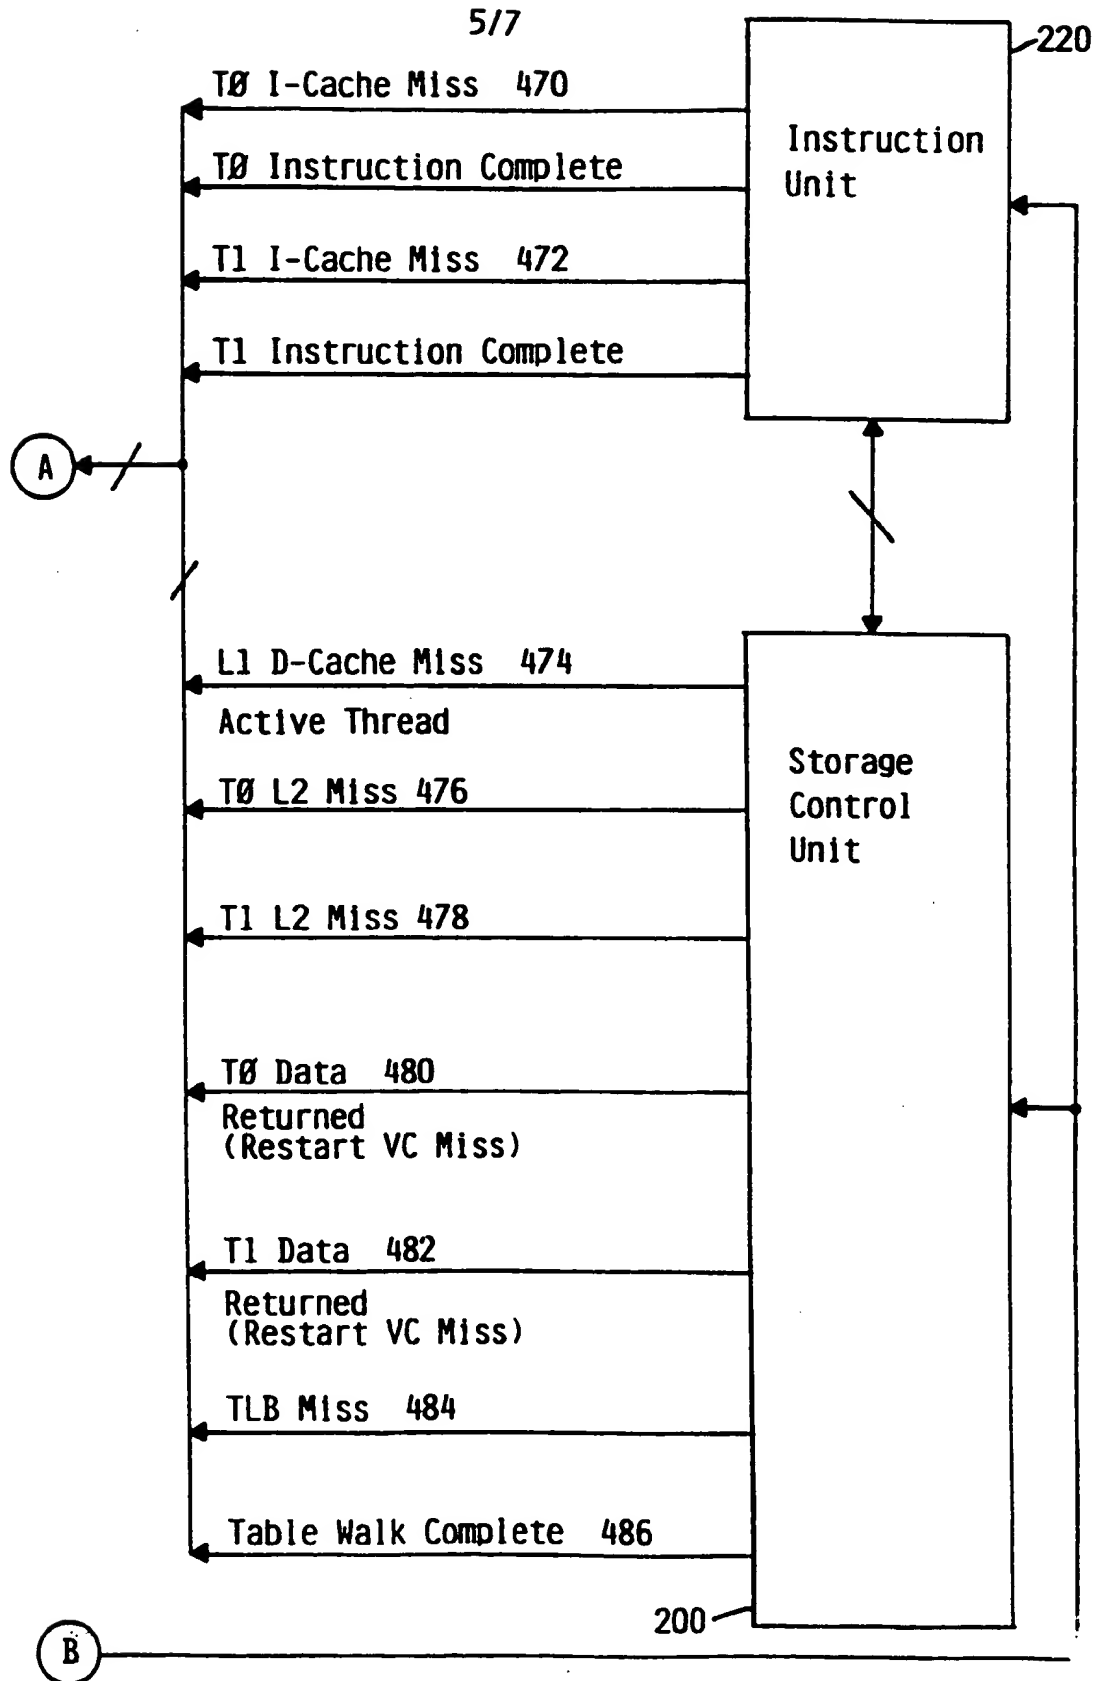 5/7
220
TØ I-Cache Miss 470
Instruction
Unit
TØ Instruction Complete
T1 I-Cache Miss 472
T1 Instruction Complete
A
L1 D-Cache Miss 474
Active Thread
Storage
Control
Unit
TØ L2 Miss 476
T1 L2 Miss 478
TØ Data 480
Returned
(Restart VC Miss)
T1 Data 482
Returned
(Restart VC Miss)
TLB Miss 484
Table Walk Complete 486
200
B